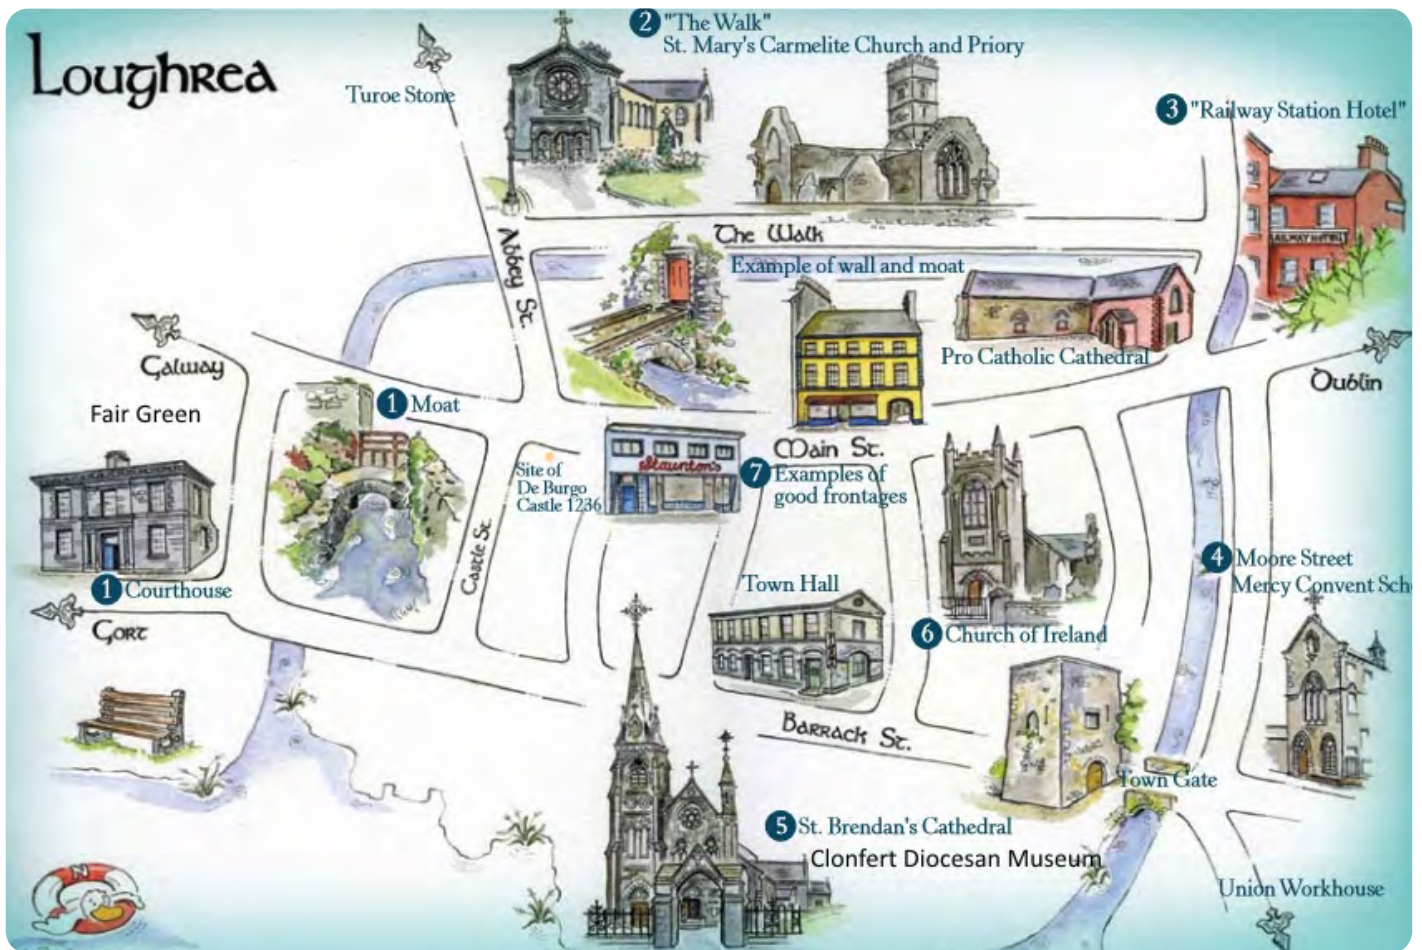 Loughrea
2 "The Walk"
St. Mary's Carmelite Church and Priory
Turoe Stone
3 "Railway Station Hotel"
RAILWAY HOTEL
Abbey St.
The Walk
Example of wall and moat
Pro Catholic Cathedral
Galway
Dublin
Fair Green
1 Moat
Main St.
Staunton's
7 Examples of
good frontages
Site of
De Burgo
Castle 1236
Castle St.
1 Courthouse
Gort
Town Hall
6 Church of Ireland
4 Moore Street
Mercy Convent Sch
Barrack St.
Town Gate
5 St. Brendan's Cathedral
Clonfert Diocesan Museum
Union Workhouse
N